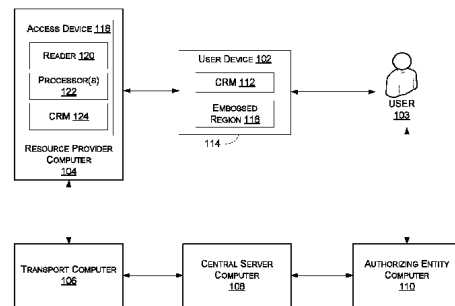 ACCESS DEVICE 118
READER 120
PROCESSOR(S)
122
CRM 124
RESOURCE PROVIDER
COMPUTER
104
USER DEVICE 102
CRM 112
EMBOSSED
REGION 116
114
USER
103
TRANSPORT COMPUTER
106
CENTRAL SERVER
COMPUTER
108
AUTHORIZING ENTITY
COMPUTER
110